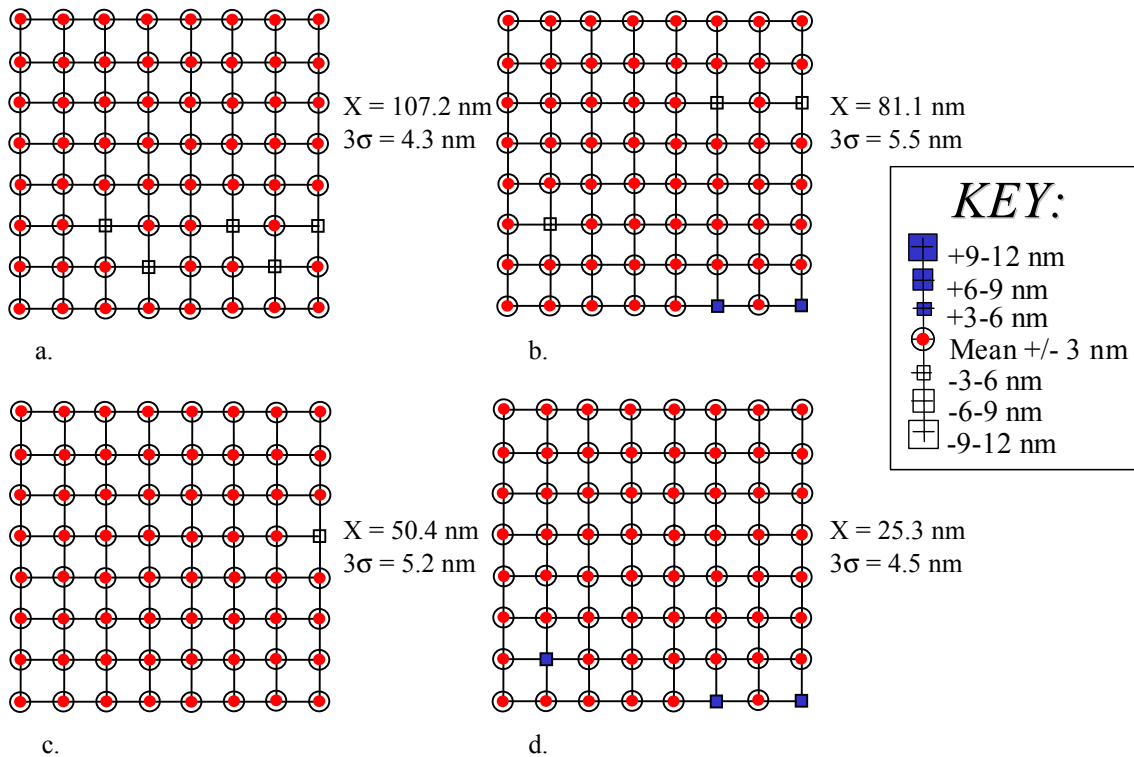 X = 107.2 nm
3σ = 4.3 nm
X = 81.1 nm
3σ = 5.5 nm
a.
b.
X = 50.4 nm
3σ = 5.2 nm
X = 25.3 nm
3σ = 4.5 nm
c.
d.
KEY:
+9-12 nm
+6-9 nm
+3-6 nm
Mean +/- 3 nm
-3-6 nm
-6-9 nm
-9-12 nm